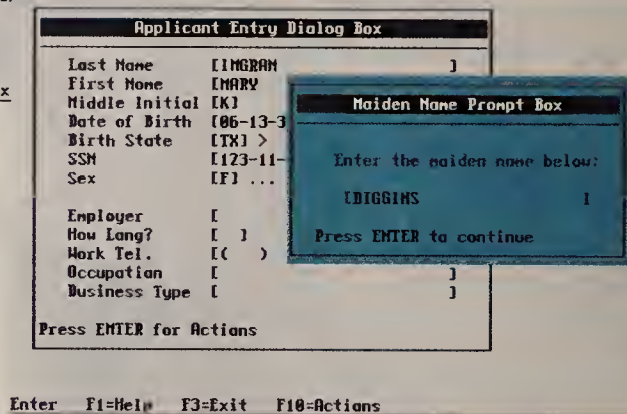 Applicant Entry Dialog Box
Last Name [INGRAM ]
First Name [MARY
Middle Initial [K]
Date of Birth [06-13-3
Birth State [TX] >
SSN [123-11-
Sex [F] ...
Employer [
How Long? [ ]
Work Tel. [( )
Occupation [ ]
Business Type [ ]
Press ENTER for Actions
Maiden Name Prompt Box
Enter the maiden name below:
[DIGGINS ]
Press ENTER to continue
Enter F1=Help F3=Exit F10=Actions
x